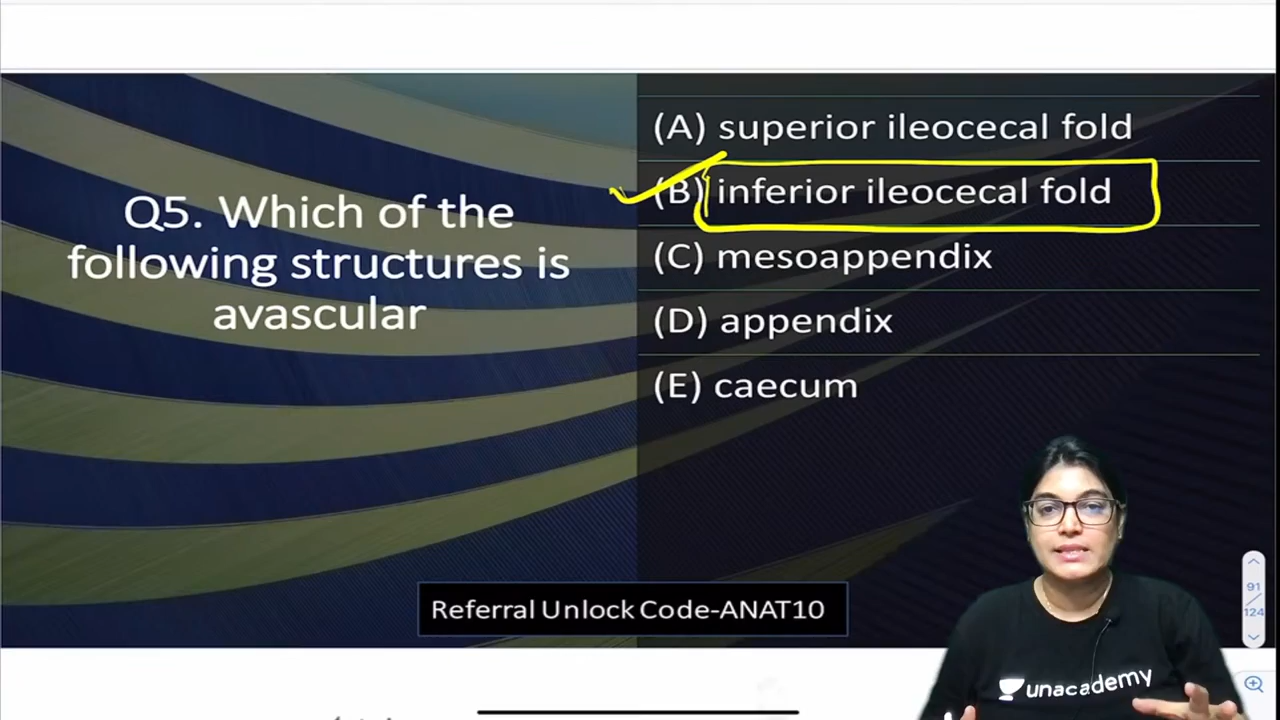 Q5. Which of the
following structures is
avascular
(A) superior ileocecal fold
(B) inferior ileocecal fold
(C) mesoappendix
(D) appendix
(E) caecum
Referral Unlock Code-ANAT10
91
124
unacademy